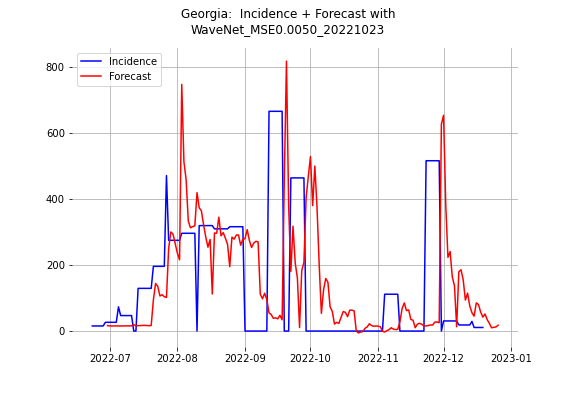 Georgia:  Incidence + Forecast with
WaveNet_MSE0.0050_20221023
Incidence
Forecast
800
600
400
200
0
2022-07 2022-08 2022-09 2022-10 2022-11 2022-12 2023-01